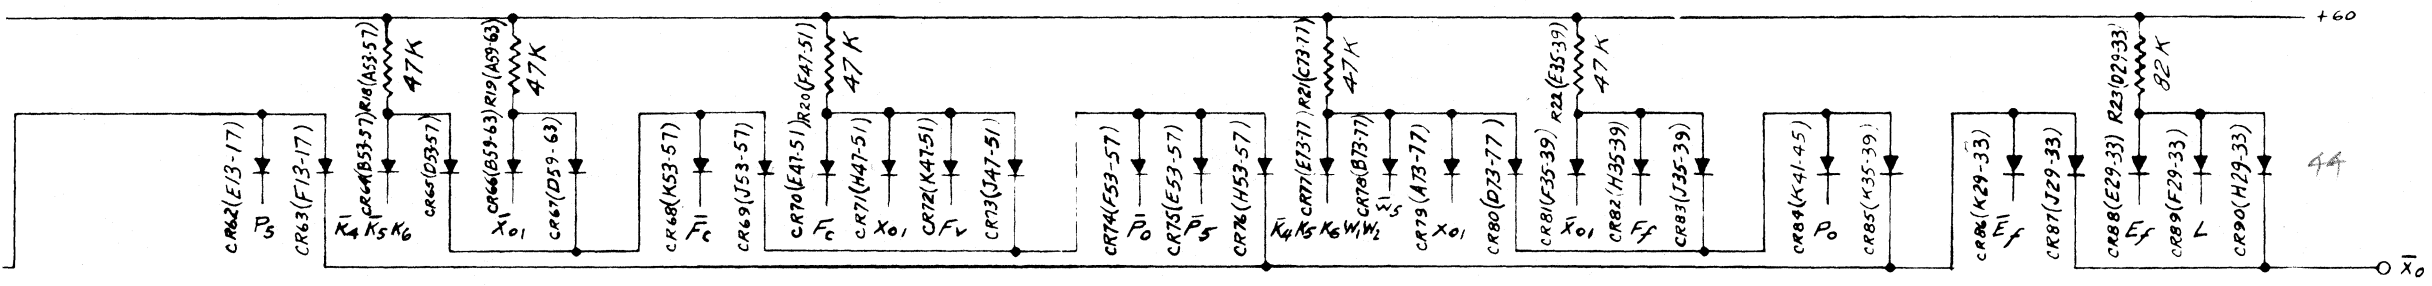 +60
R18(A53-57)
47K
R19(A59-63)
47K
R20(F47-51)
47K
R21(C73-77)
47K
R22(E35-39)
47K
R23(D29-33)
82K
CR62(E13-17)
P5
CR63(F13-17)
CR64(B53-57)
K̄4 K̄5 K6
CR65(D53-57)
CR66(B59-63)
X̄01
CR67(D59-63)
CR68(K53-57)
F̄c
CR69(J53-57)
CR70(E47-51)
Fc
CR71(H47-51)
X01
CR72(K47-51)
Fv
CR73(J47-51)
CR74(F53-57)
P̄0
CR75(E53-57)
P̄5
CR76(H53-57)
CR77(E73-77)
K̄4 K5 K6 W1 W2
CR78(B73-77)
W̄5
CR79(A73-77)
X01
CR80(D73-77)
CR81(F35-39)
X̄01
CR82(H35-39)
Ff
CR83(J35-39)
CR84(K41-45)
P0
CR85(K35-39)
CR86(K29-33)
Ēf
CR87(J29-33)
CR88(E29-33)
Ef
CR89(F29-33)
L
CR90(H29-33)
44
X̄0